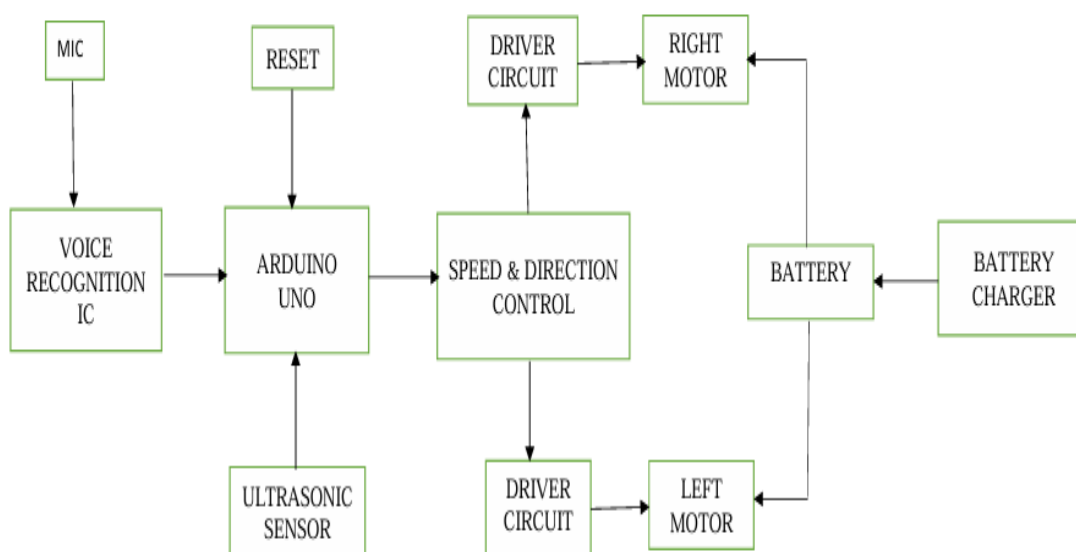 MIC
RESET
DRIVER
CIRCUIT
RIGHT
MOTOR
VOICE
RECOGNITION
IC
ARDUINO
UNO
SPEED & DIRECTION
CONTROL
BATTERY
BATTERY
CHARGER
ULTRASONIC
SENSOR
DRIVER
CIRCUIT
LEFT
MOTOR